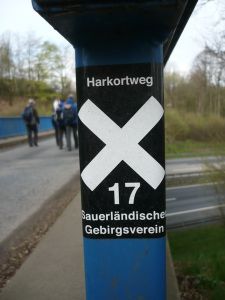 Harkortweg
17
Sauerländischer
Gebirgsverein